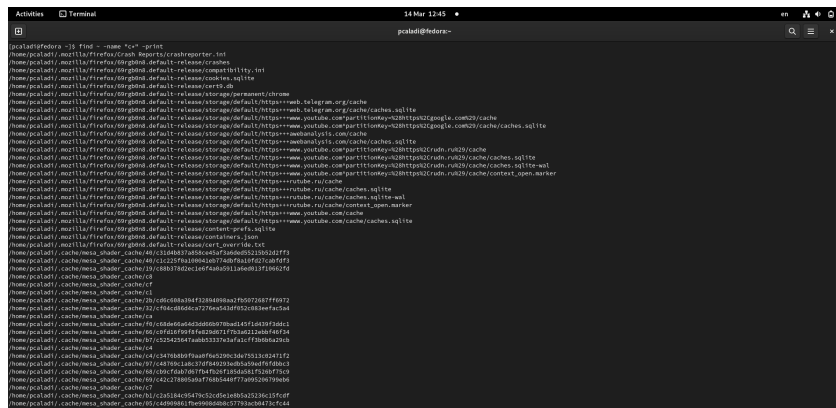 Activities Terminal 14 Mar 12:45 en
pcaladi@fedora:~
[pcaladi@fedora ~]$ find ~ -name "c*" -print
/home/pcaladi/.mozilla/firefox/Crash Reports/crashreporter.ini
/home/pcaladi/.mozilla/firefox/69rgb0n8.default-release/crashes
/home/pcaladi/.mozilla/firefox/69rgb0n8.default-release/compatibility.ini
/home/pcaladi/.mozilla/firefox/69rgb0n8.default-release/cookies.sqlite
/home/pcaladi/.mozilla/firefox/69rgb0n8.default-release/cert9.db
/home/pcaladi/.mozilla/firefox/69rgb0n8.default-release/storage/permanent/chrome
/home/pcaladi/.mozilla/firefox/69rgb0n8.default-release/storage/default/https+++web.telegram.org/cache
/home/pcaladi/.mozilla/firefox/69rgb0n8.default-release/storage/default/https+++web.telegram.org/cache/caches.sqlite
/home/pcaladi/.mozilla/firefox/69rgb0n8.default-release/storage/default/https+++www.youtube.com^partitionKey=%28https%2Cgoogle.com%29/cache
/home/pcaladi/.mozilla/firefox/69rgb0n8.default-release/storage/default/https+++www.youtube.com^partitionKey=%28https%2Cgoogle.com%29/cache/caches.sqlite
/home/pcaladi/.mozilla/firefox/69rgb0n8.default-release/storage/default/https+++awebanalysis.com/cache
/home/pcaladi/.mozilla/firefox/69rgb0n8.default-release/storage/default/https+++awebanalysis.com/cache/caches.sqlite
/home/pcaladi/.mozilla/firefox/69rgb0n8.default-release/storage/default/https+++www.youtube.com^partitionKey=%28https%2Crudn.ru%29/cache
/home/pcaladi/.mozilla/firefox/69rgb0n8.default-release/storage/default/https+++www.youtube.com^partitionKey=%28https%2Crudn.ru%29/cache/caches.sqlite
/home/pcaladi/.mozilla/firefox/69rgb0n8.default-release/storage/default/https+++www.youtube.com^partitionKey=%28https%2Crudn.ru%29/cache/caches.sqlite-wal
/home/pcaladi/.mozilla/firefox/69rgb0n8.default-release/storage/default/https+++www.youtube.com^partitionKey=%28https%2Crudn.ru%29/cache/context_open.marker
/home/pcaladi/.mozilla/firefox/69rgb0n8.default-release/storage/default/https+++rutube.ru/cache
/home/pcaladi/.mozilla/firefox/69rgb0n8.default-release/storage/default/https+++rutube.ru/cache/caches.sqlite
/home/pcaladi/.mozilla/firefox/69rgb0n8.default-release/storage/default/https+++rutube.ru/cache/caches.sqlite-wal
/home/pcaladi/.mozilla/firefox/69rgb0n8.default-release/storage/default/https+++rutube.ru/cache/context_open.marker
/home/pcaladi/.mozilla/firefox/69rgb0n8.default-release/storage/default/https+++www.youtube.com/cache
/home/pcaladi/.mozilla/firefox/69rgb0n8.default-release/storage/default/https+++www.youtube.com/cache/caches.sqlite
/home/pcaladi/.mozilla/firefox/69rgb0n8.default-release/content-prefs.sqlite
/home/pcaladi/.mozilla/firefox/69rgb0n8.default-release/containers.json
/home/pcaladi/.mozilla/firefox/69rgb0n8.default-release/cert_override.txt
/home/pcaladi/.cache/mesa_shader_cache/c8
/home/pcaladi/.cache/mesa_shader_cache/cf
/home/pcaladi/.cache/mesa_shader_cache/c1
/home/pcaladi/.cache/mesa_shader_cache/ca
/home/pcaladi/.cache/mesa_shader_cache/c4
/home/pcaladi/.cache/mesa_shader_cache/c7